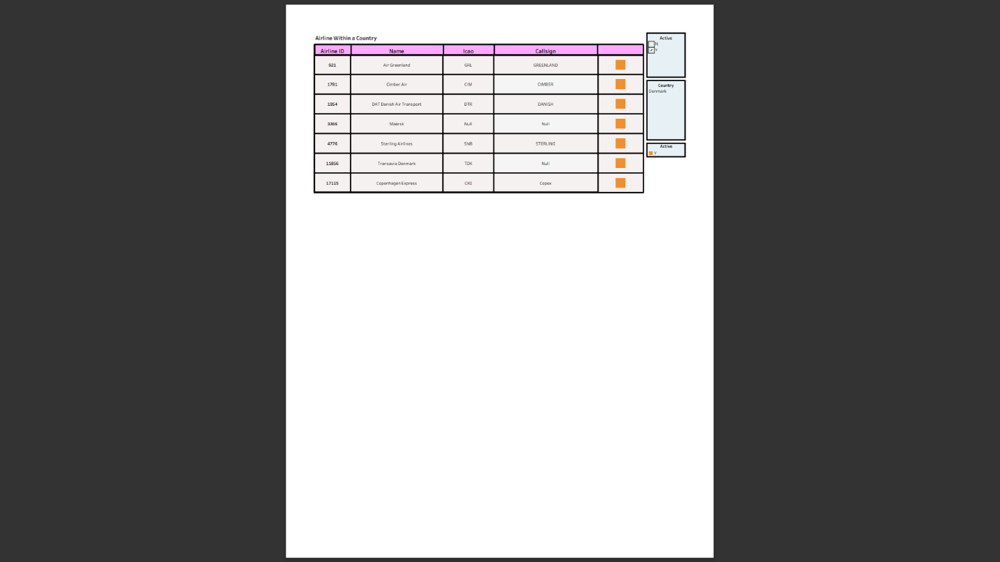 Airline Within a Country
Airline ID Name Icao Callsign
921 Air Greenland GRL GREENLAND
1781 Cimber Air CIM CIMBER
1954 DAT Danish Air Transport DTR DANISH
3366 Maersk Null Null
4776 Sterling Airlines SNB STERLING
11856 Transavia Denmark TDK Null
17115 Copenhagen Express CX0 Copex
Active
N
Y
Country
Denmark
Active
Y